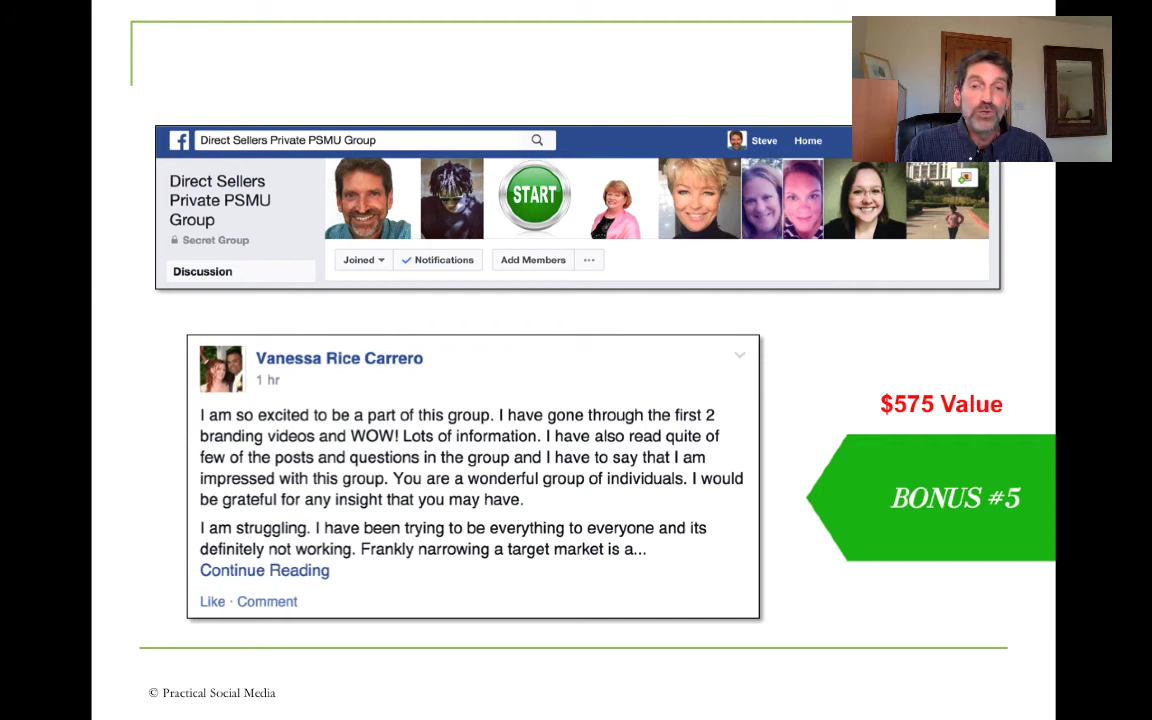 Direct Sellers Private PSMU Group
Steve
Home
Direct Sellers
Private PSMU
Group
Secret Group
Discussion
START
Joined
Notifications
Add Members
Vanessa Rice Carrero
1 hr
I am so excited to be a part of this group. I have gone through the first 2
branding videos and WOW! Lots of information. I have also read quite of
few of the posts and questions in the group and I have to say that I am
impressed with this group. You are a wonderful group of individuals. I would
be grateful for any insight that you may have.
I am struggling. I have been trying to be everything to everyone and its
definitely not working. Frankly narrowing a target market is a...
Continue Reading
Like · Comment
$575 Value
BONUS #5
© Practical Social Media